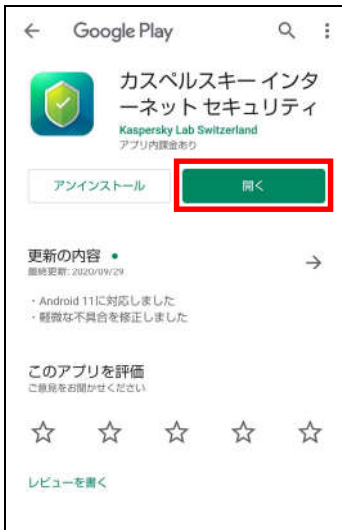 Google Play
カスペルスキー インタ
ーネット セキュリティ
Kaspersky Lab Switzerland
アプリ内課金あり
アンインストール
開く
更新の内容
最終更新: 2020/09/29
・Android 11に対応しました
・軽微な不具合を修正しました
このアプリを評価
ご意見をお聞かせください
レビューを書く